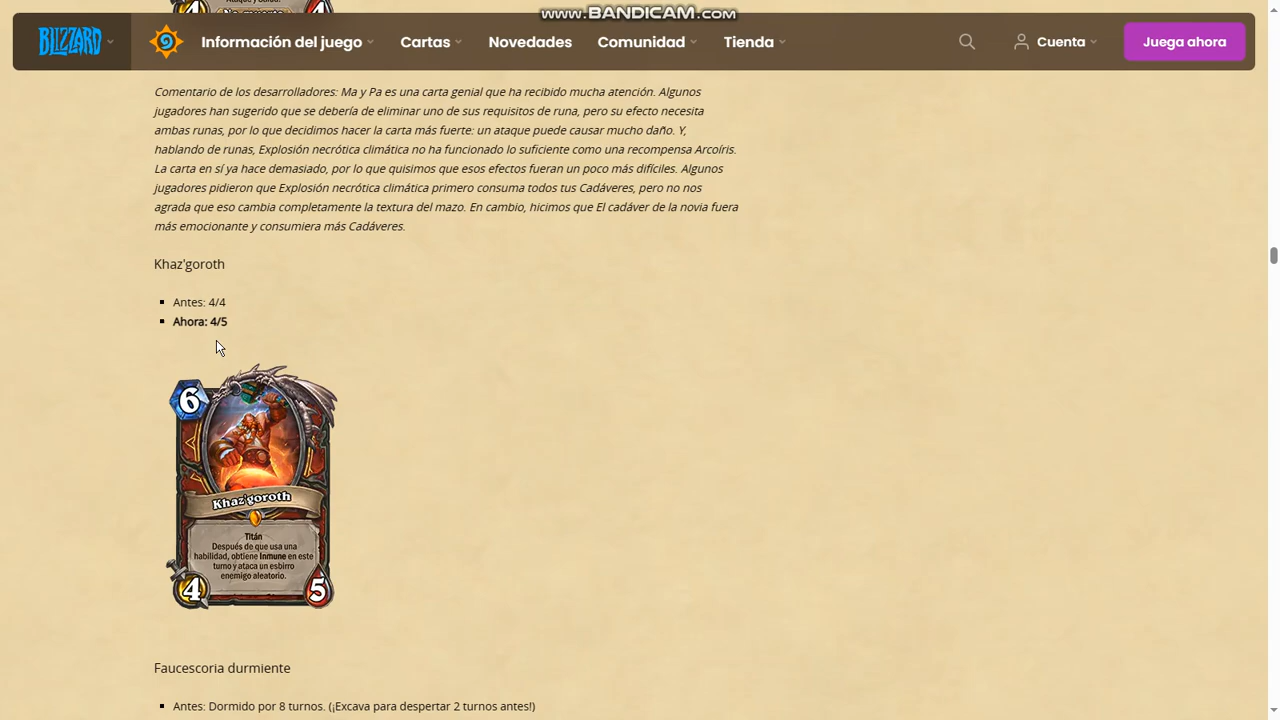 No muerto
4
4
www.BANDICAM.com
BLIZZARD
Información del juego
Cartas
Novedades
Comunidad
Tienda
Cuenta
Juega ahora
Comentario de los desarrolladores: Ma y Pa es una carta genial que ha recibido mucha atención. Algunos
jugadores han sugerido que se debería de eliminar uno de sus requisitos de runa, pero su efecto necesita
ambas runas, por lo que decidimos hacer la carta más fuerte: un ataque puede causar mucho daño. Y,
hablando de runas, Explosión necrótica climática no ha funcionado lo suficiente como una recompensa Arcoíris.
La carta en sí ya hace demasiado, por lo que quisimos que esos efectos fueran un poco más difíciles. Algunos
jugadores pidieron que Explosión necrótica climática primero consuma todos tus Cadáveres, pero no nos
agrada que eso cambia completamente la textura del mazo. En cambio, hicimos que El cadáver de la novia fuera
más emocionante y consumiera más Cadáveres.
Khaz'goroth
Antes: 4/4
Ahora: 4/5
6
Khaz'goroth
Titán
Después de que usa una
habilidad, obtiene Inmune en este
turno y ataca un esbirro
enemigo aleatorio.
4
5
Faucescoria durmiente
Antes: Dormido por 8 turnos. (¡Excava para despertar 2 turnos antes!)